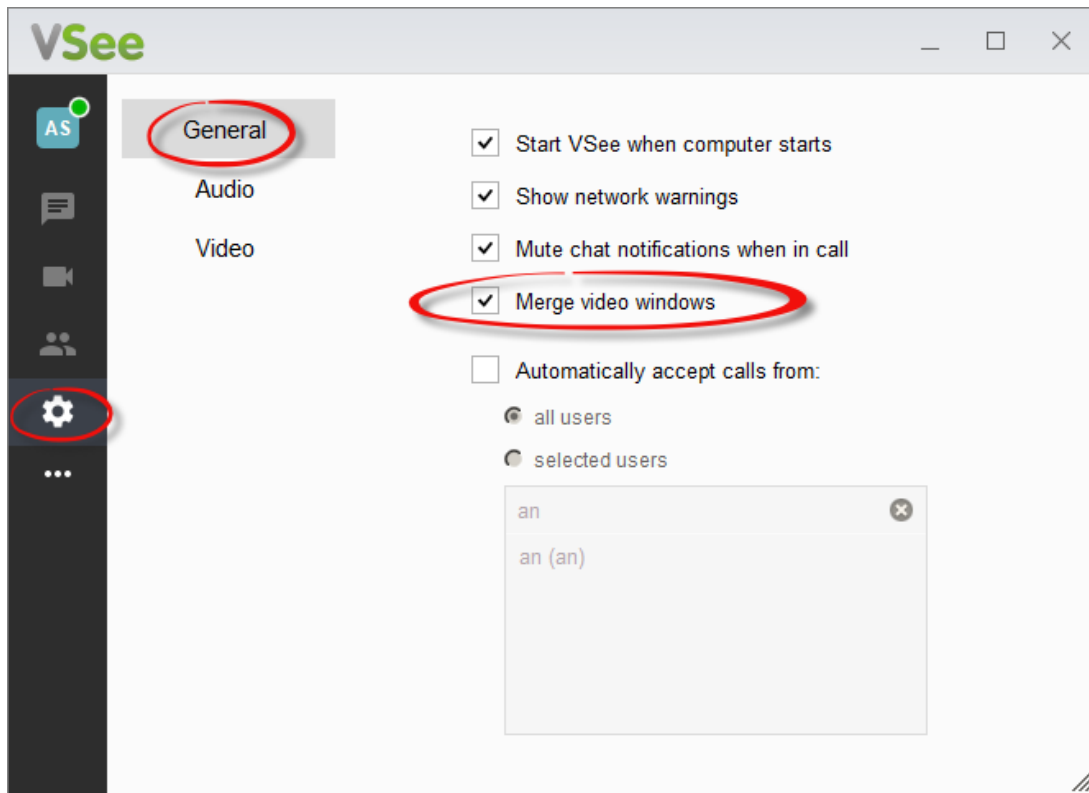 VSee
AS
General
Audio
Video
Start VSee when computer starts
Show network warnings
Mute chat notifications when in call
Merge video windows
Automatically accept calls from:
all users
selected users
an
an (an)